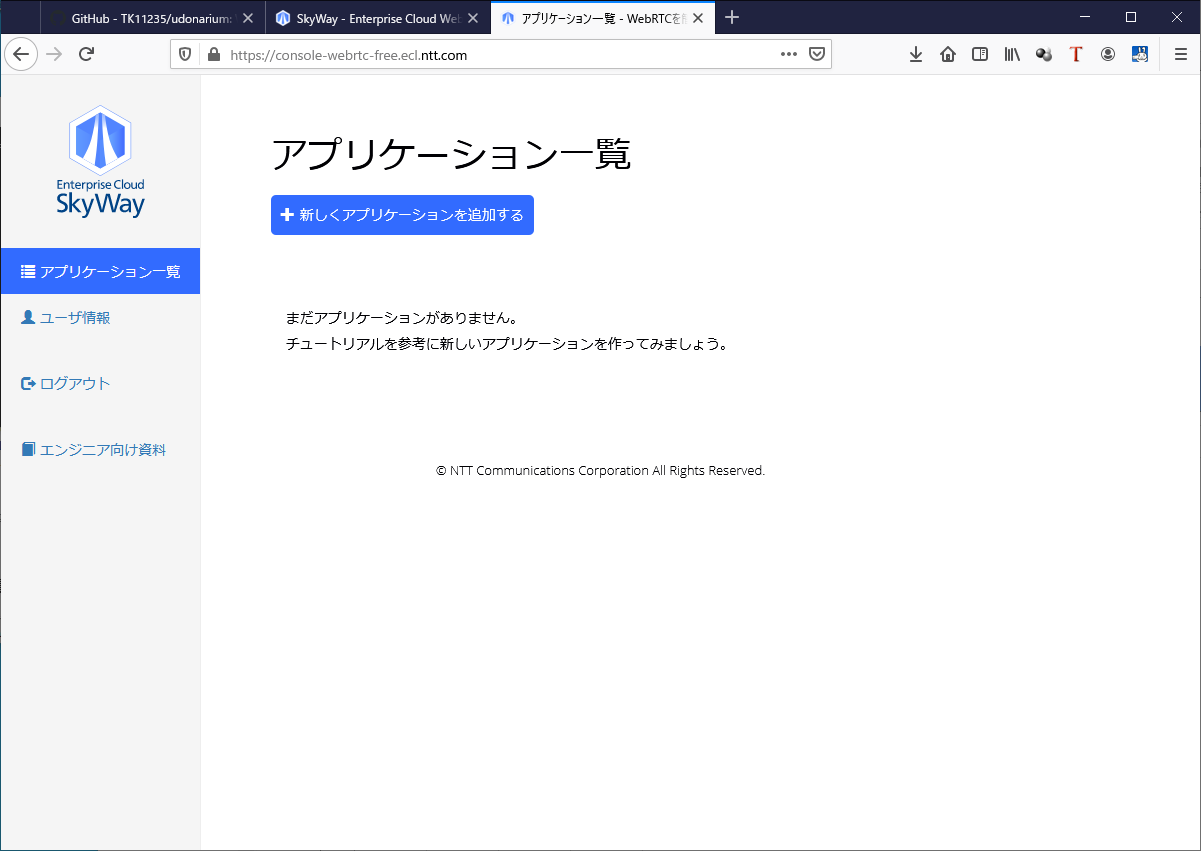 GitHub - TK11235/udonarium:
SkyWay - Enterprise Cloud Web
アプリケーション一覧 - WebRTCを
https://console-webrtc-free.ecl.ntt.com
Enterprise Cloud
SkyWay
アプリケーション一覧
ユーザ情報
ログアウト
エンジニア向け資料
アプリケーション一覧
新しくアプリケーションを追加する
まだアプリケーションがありません。
チュートリアルを参考に新しいアプリケーションを作ってみましょう。
© NTT Communications Corporation All Rights Reserved.